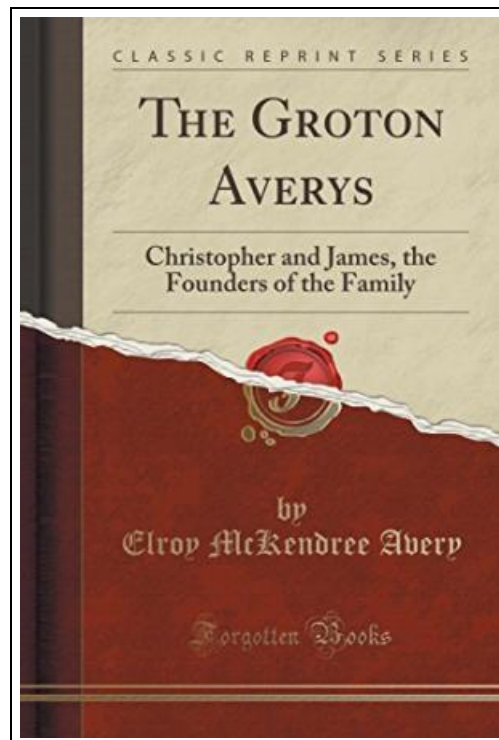 CLASSIC REPRINT SERIES
THE GROTON
AVERYS
Christopher and James, the
Founders of the Family
F
by
Elroy McKendree Avery
Forgotten Books